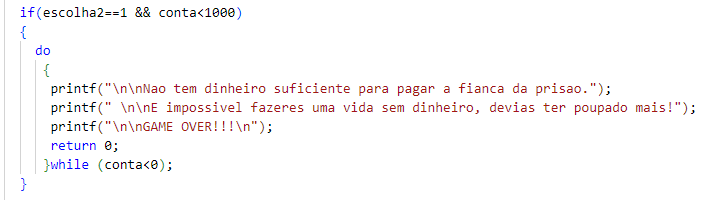 if(escolha2==1 && conta<1000)
{
do
{
printf("\n\nNao tem dinheiro suficiente para pagar a fianca da prisao.");
printf(" \n\nE impossivel fazeres uma vida sem dinheiro, devias ter poupado mais!");
printf("\n\nGAME OVER!!!\n");
return 0;
}while (conta<0);
}